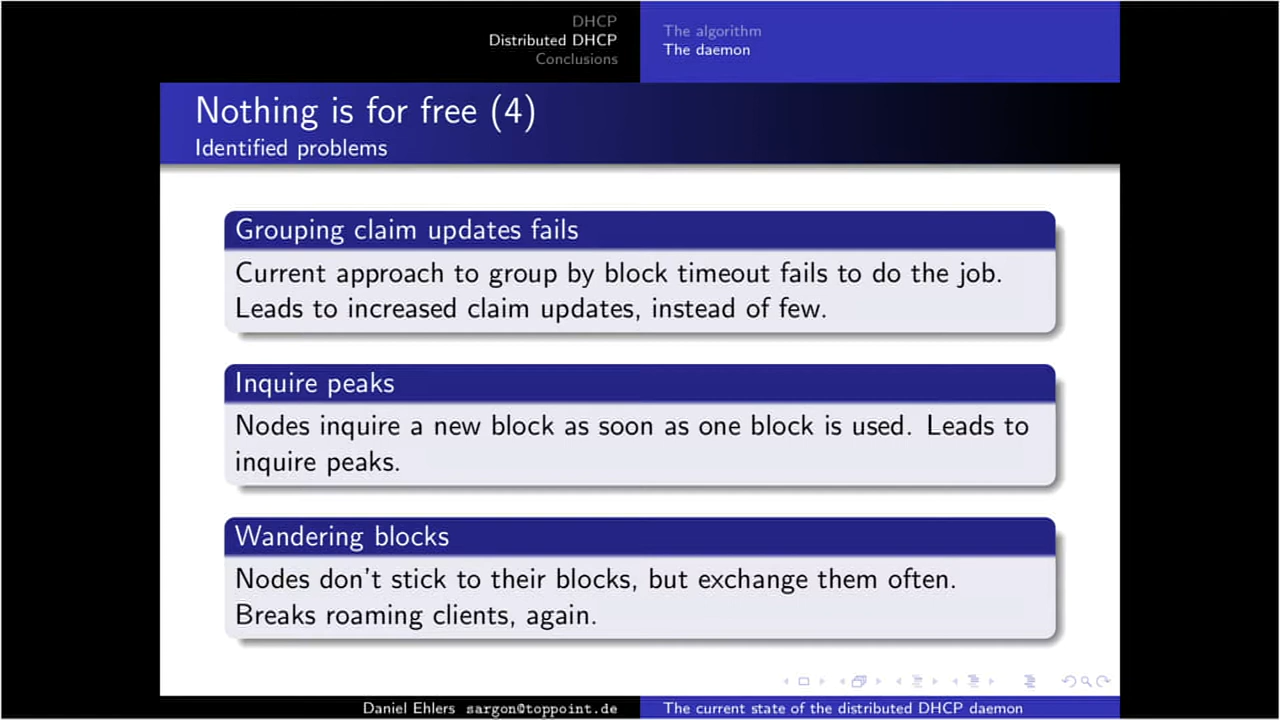 DHCP
Distributed DHCP
Conclusions
The algorithm
The daemon
Nothing is for free (4)
Identified problems
Grouping claim updates fails
Current approach to group by block timeout fails to do the job.
Leads to increased claim updates, instead of few.
Inquire peaks
Nodes inquire a new block as soon as one block is used. Leads to
inquire peaks.
Wandering blocks
Nodes don't stick to their blocks, but exchange them often.
Breaks roaming clients, again.
Daniel Ehlers sargon@toppoint.de
The current state of the distributed DHCP daemon